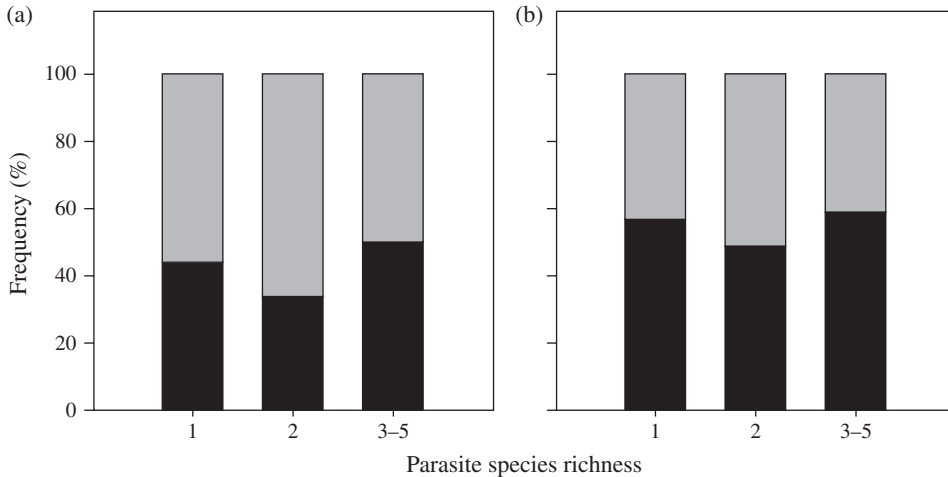 (a)
(b)
100
80
60
40
20
0
Frequency (%)
1 2 3–5
1 2 3–5
Parasite species richness